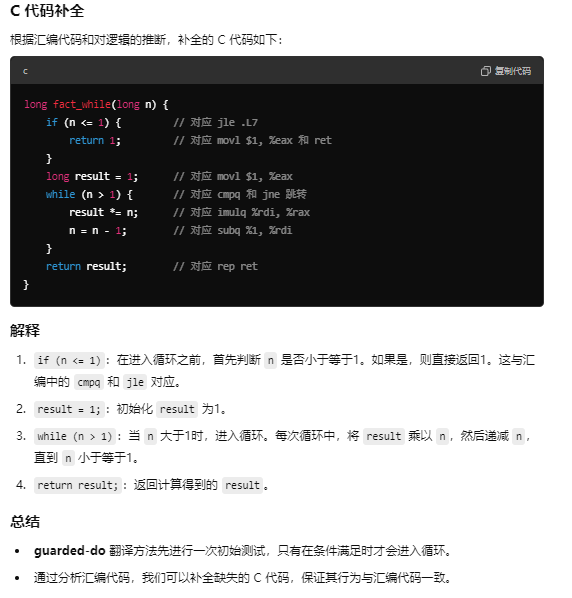 C 代码补全
根据汇编代码和对逻辑的推断，补全的 C 代码如下：
c
复制代码
long fact_while(long n) {
    if (n <= 1) {        // 对应 jle .L7
        return 1;        // 对应 movl $1, %eax 和 ret
    }
    long result = 1;     // 对应 movl $1, %eax
    while (n > 1) {      // 对应 cmpq 和 jne 跳转
        result *= n;     // 对应 imulq %rdi, %rax
        n = n - 1;       // 对应 subq %1, %rdi
    }
    return result;       // 对应 rep ret
}
解释
1. if (n <= 1)：在进入循环之前，首先判断 n 是否小于等于1。如果是，则直接返回1。这与汇
编中的 cmpq 和 jle 对应。
2. result = 1;：初始化 result 为1。
3. while (n > 1)：当 n 大于1时，进入循环。每次循环中，将 result 乘以 n，然后递减 n，
直到 n 小于等于1。
4. return result;：返回计算得到的 result。
总结
• guarded-do 翻译方法先进行一次初始测试，只有在条件满足时才会进入循环。
• 通过分析汇编代码，我们可以补全缺失的 C 代码，保证其行为与汇编代码一致。